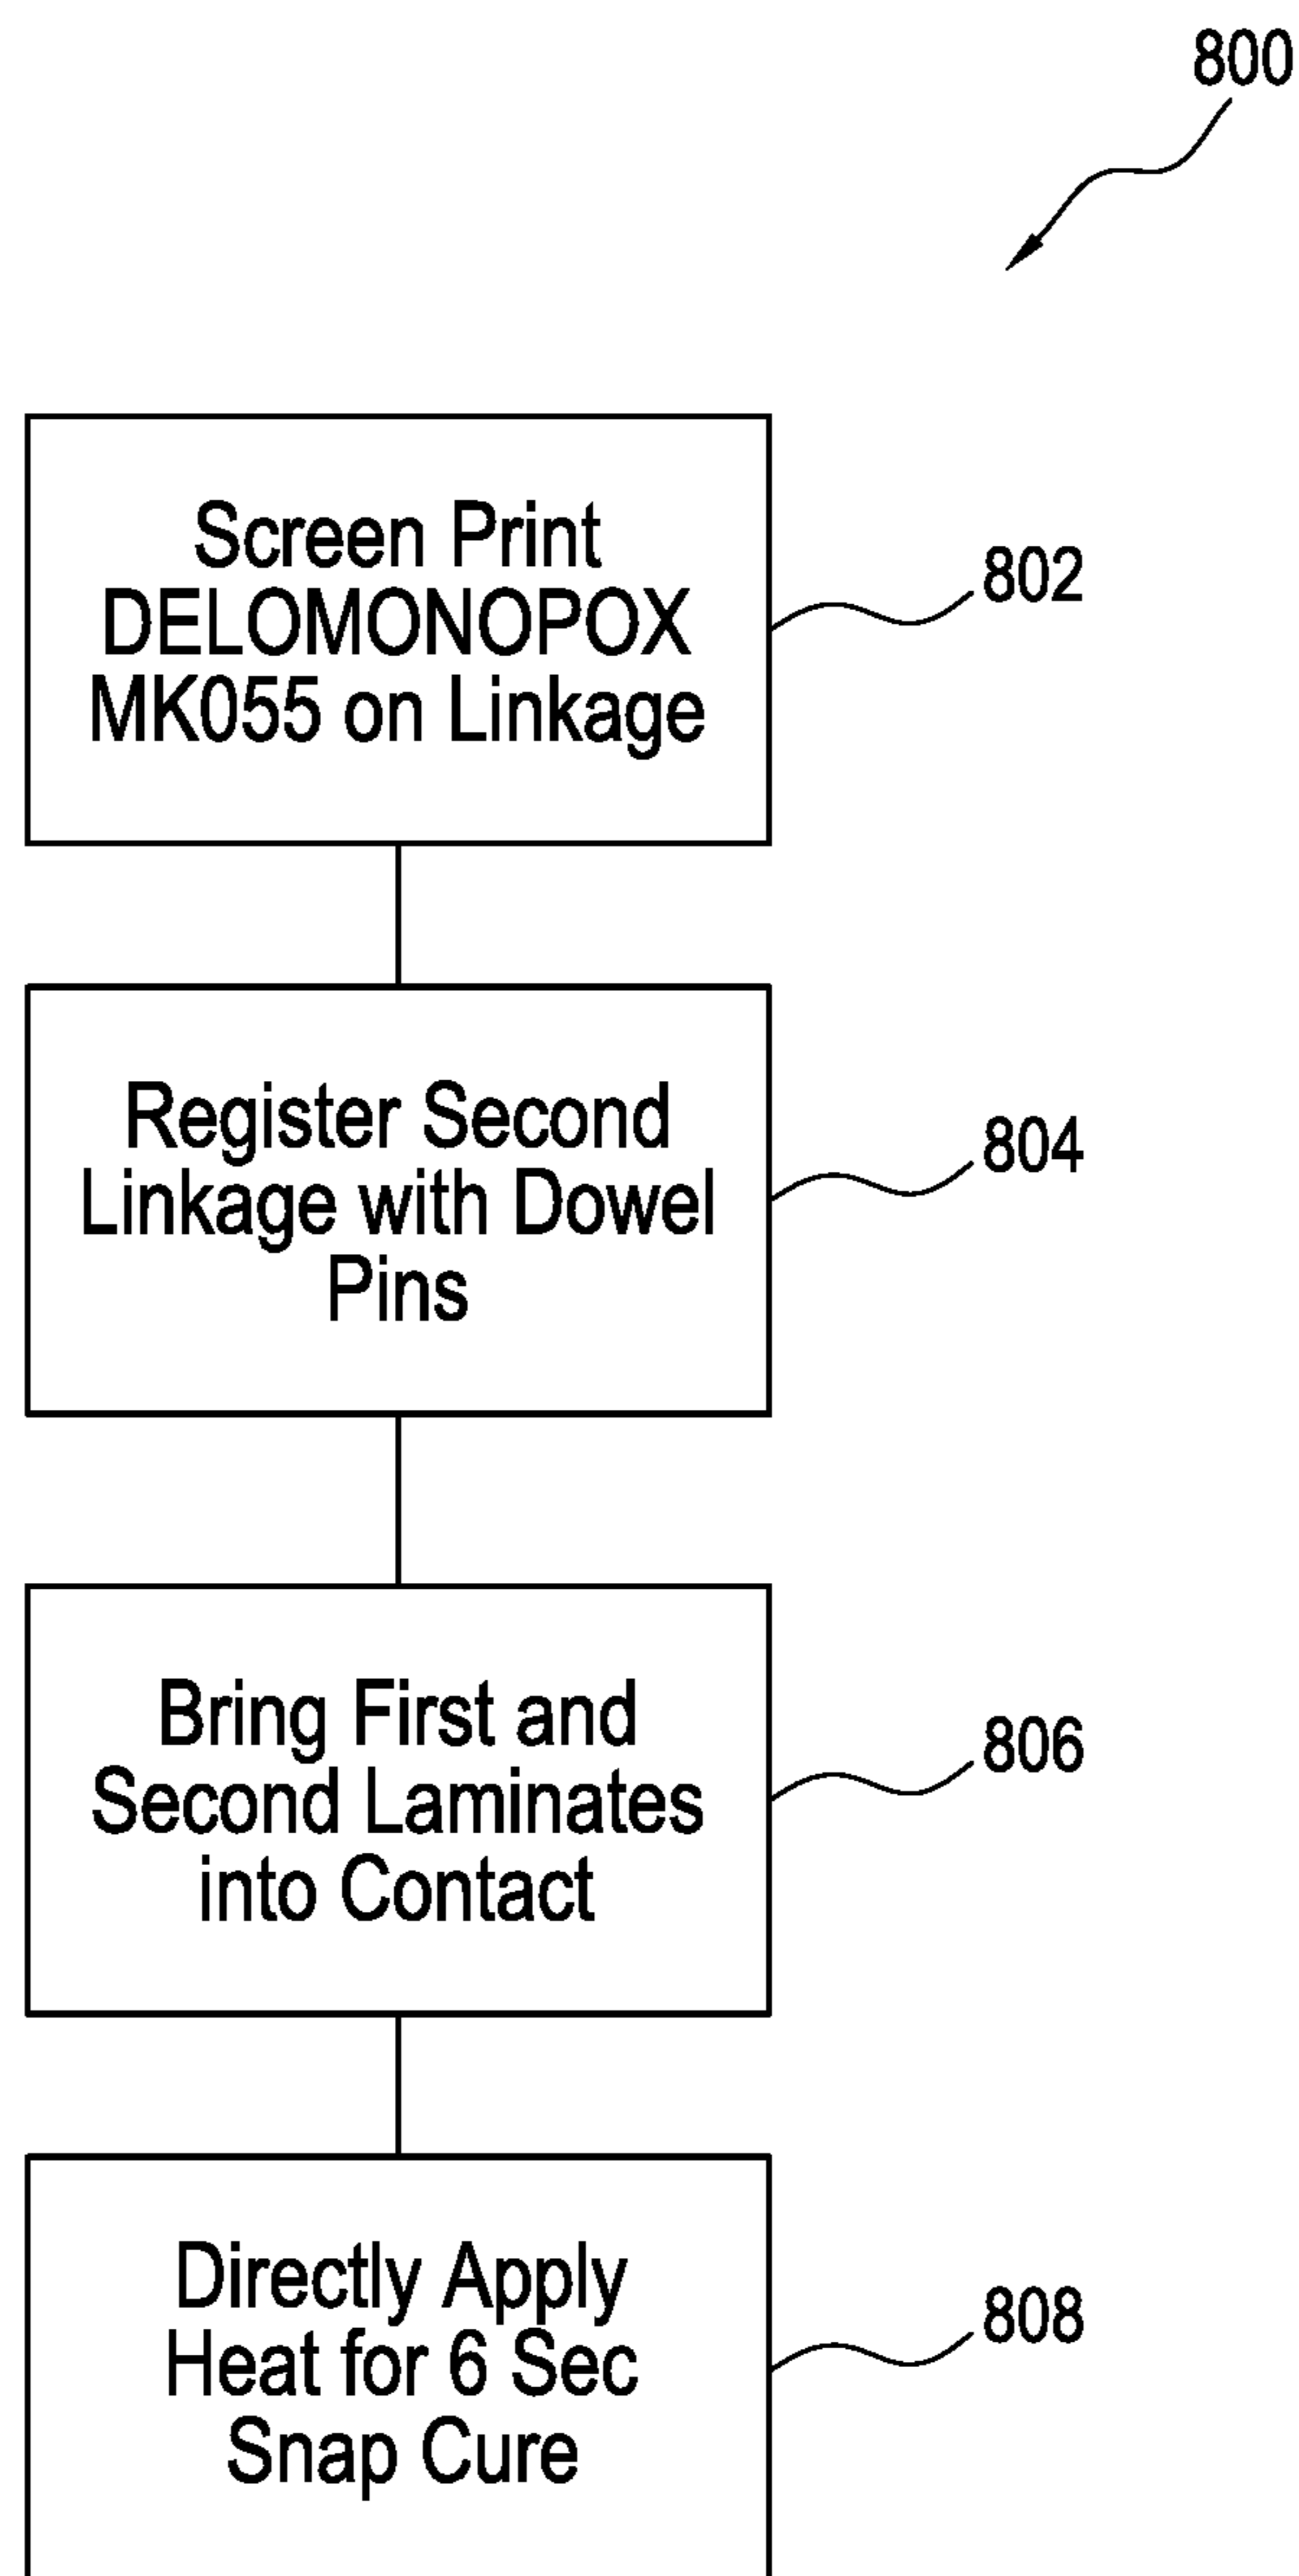 800
Screen Print
DELOMONOPOX
MK055 on Linkage
802
Register Second
Linkage with Dowel
Pins
804
Bring First and
Second Laminates
into Contact
806
Directly Apply
Heat for 6 Sec
Snap Cure
808